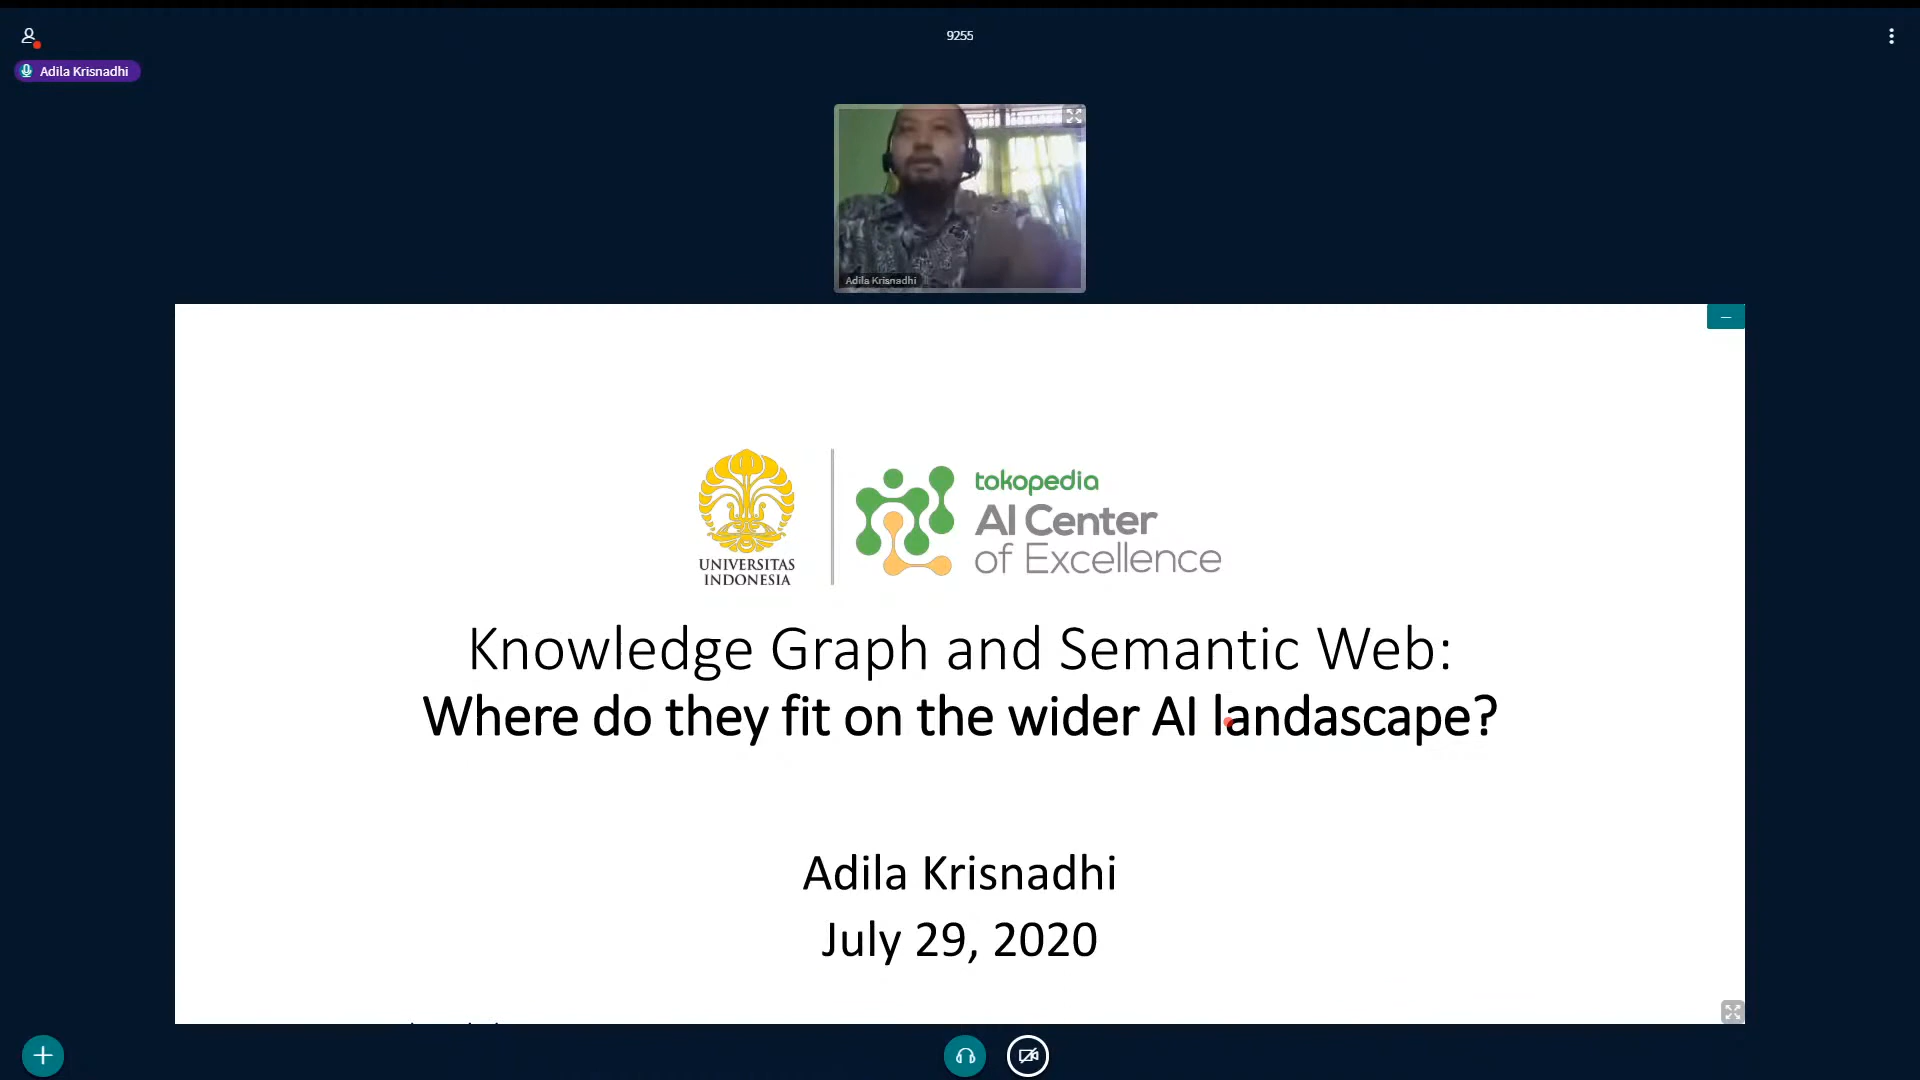 9255
Adila Krisnadhi
Adila Krisnadhi
UNIVERSITAS
INDONESIA
tokopedia
AI Center
of Excellence
Knowledge Graph and Semantic Web:
Where do they fit on the wider AI landascape?
Adila Krisnadhi
July 29, 2020